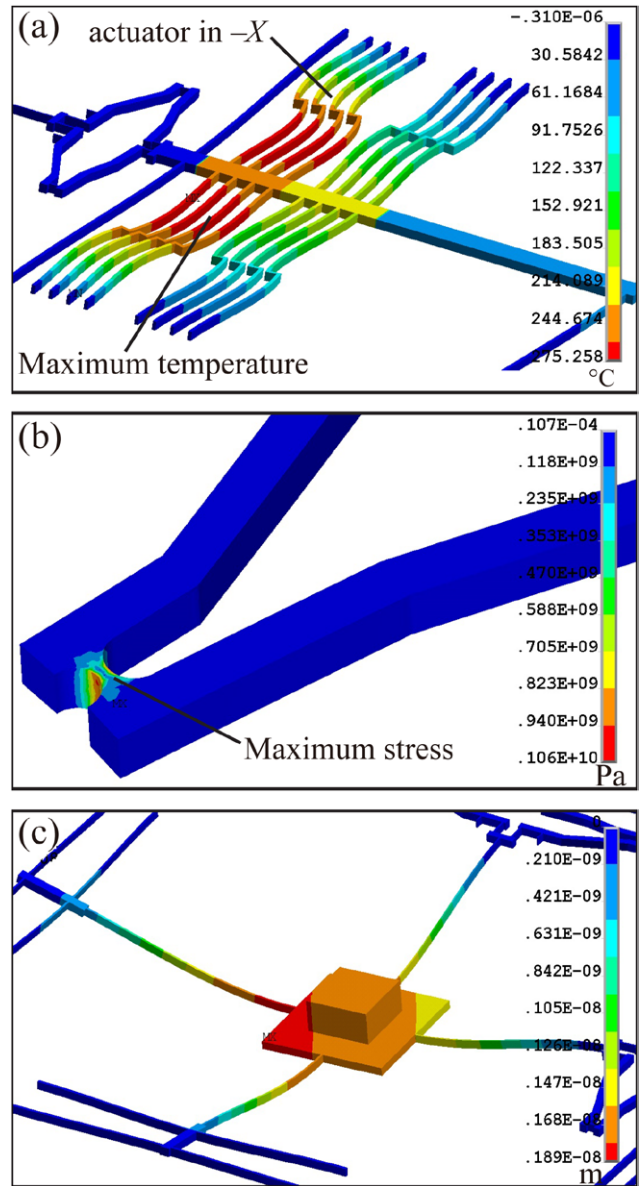 (a)
actuator in –X
-.310E-06
30.5842
61.1684
91.7526
122.337
152.921
183.505
214.089
244.674
275.258
°C
MX
Maximum temperature
(b)
.107E-04
.118E+09
.235E+09
.353E+09
.470E+09
.588E+09
.705E+09
.823E+09
.940E+09
.106E+10
Pa
MX
Maximum stress
(c)
0
.210E-09
.421E-09
.631E-09
.842E-09
.105E-08
.126E-08
.147E-08
.168E-08
.189E-08
m
MX